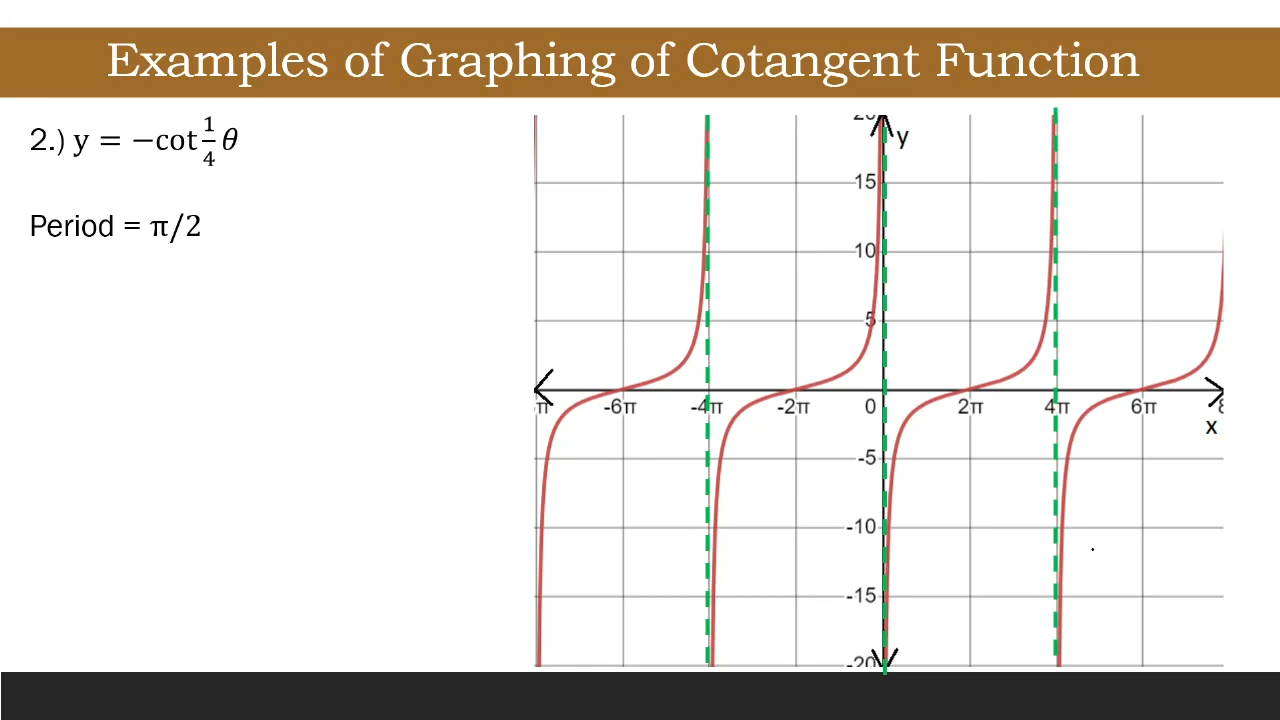 Examples of Graphing of Cotangent Function
2.) y = −cot 1/4 θ
Period = π/2
20
y
15
10
5
π -6π -4π -2π 0 2π 4π 6π 8
x
-5
-10
-15
-20